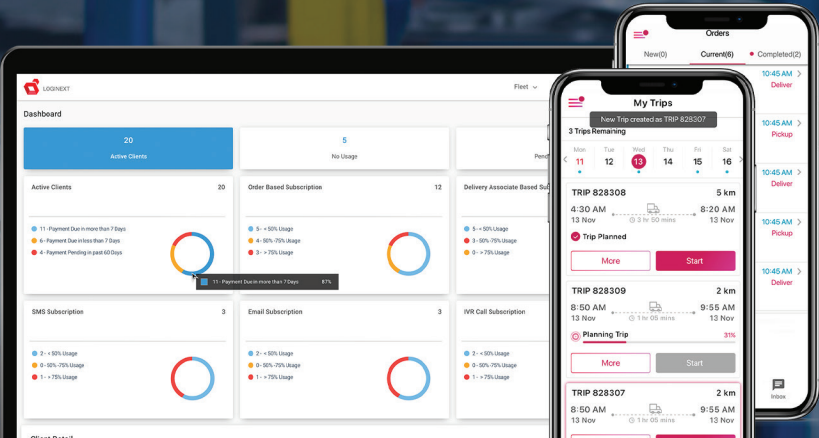 LOGINEXT
Fleet
Dashboard
20
Active Clients
5
No Usage
Active Clients 20
11 -Payment Due in more than 7 Days
6 - Payment Due in less than 7 Days
4 - Payment Pending in past 60 Days
11 - Payment Due in more than 7 Days 87%
Order Based Subscription 12
5 - < 50% Usage
4 - 50% -75% Usage
3 - > 75% Usage
Delivery Associate Based
5 - < 50% Usage
3 - 50% -75% Usage
0 - > 75% Usage
SMS Subscription 3
2 - < 50% Usage
0 - 50% -75% Usage
1 - > 75% Usage
Email Subscription 3
2 - < 50% Usage
0 - 50% -75% Usage
1 - > 75% Usage
IVR Call Subscription
2 - < 50% Usage
0 - 50% -75% Usage
1 - > 75% Usage
My Trips
New Trip created as TRIP 828307
3 Trips Remaining
Mon Tue Wed Thu Fri Sat
11 12 13 14 15 16
TRIP 828308 5 km
4:30 AM 8:20 AM
13 Nov 3 hr 50 mins 13 Nov
Trip Planned
More Start
TRIP 828309 2 km
8:50 AM 9:55 AM
13 Nov 1 hr 05 mins 13 Nov
Planning Trip 31%
More Start
TRIP 828307 2 km
8:50 AM 9:55 AM
13 Nov 1 hr 05 mins 13 Nov
Orders
New(0) Current(6) Completed(2)
10:45 AM
Deliver
10:45 AM
Pickup
10:45 AM
Deliver
10:45 AM
Pickup
10:45 AM
Deliver
Inbox